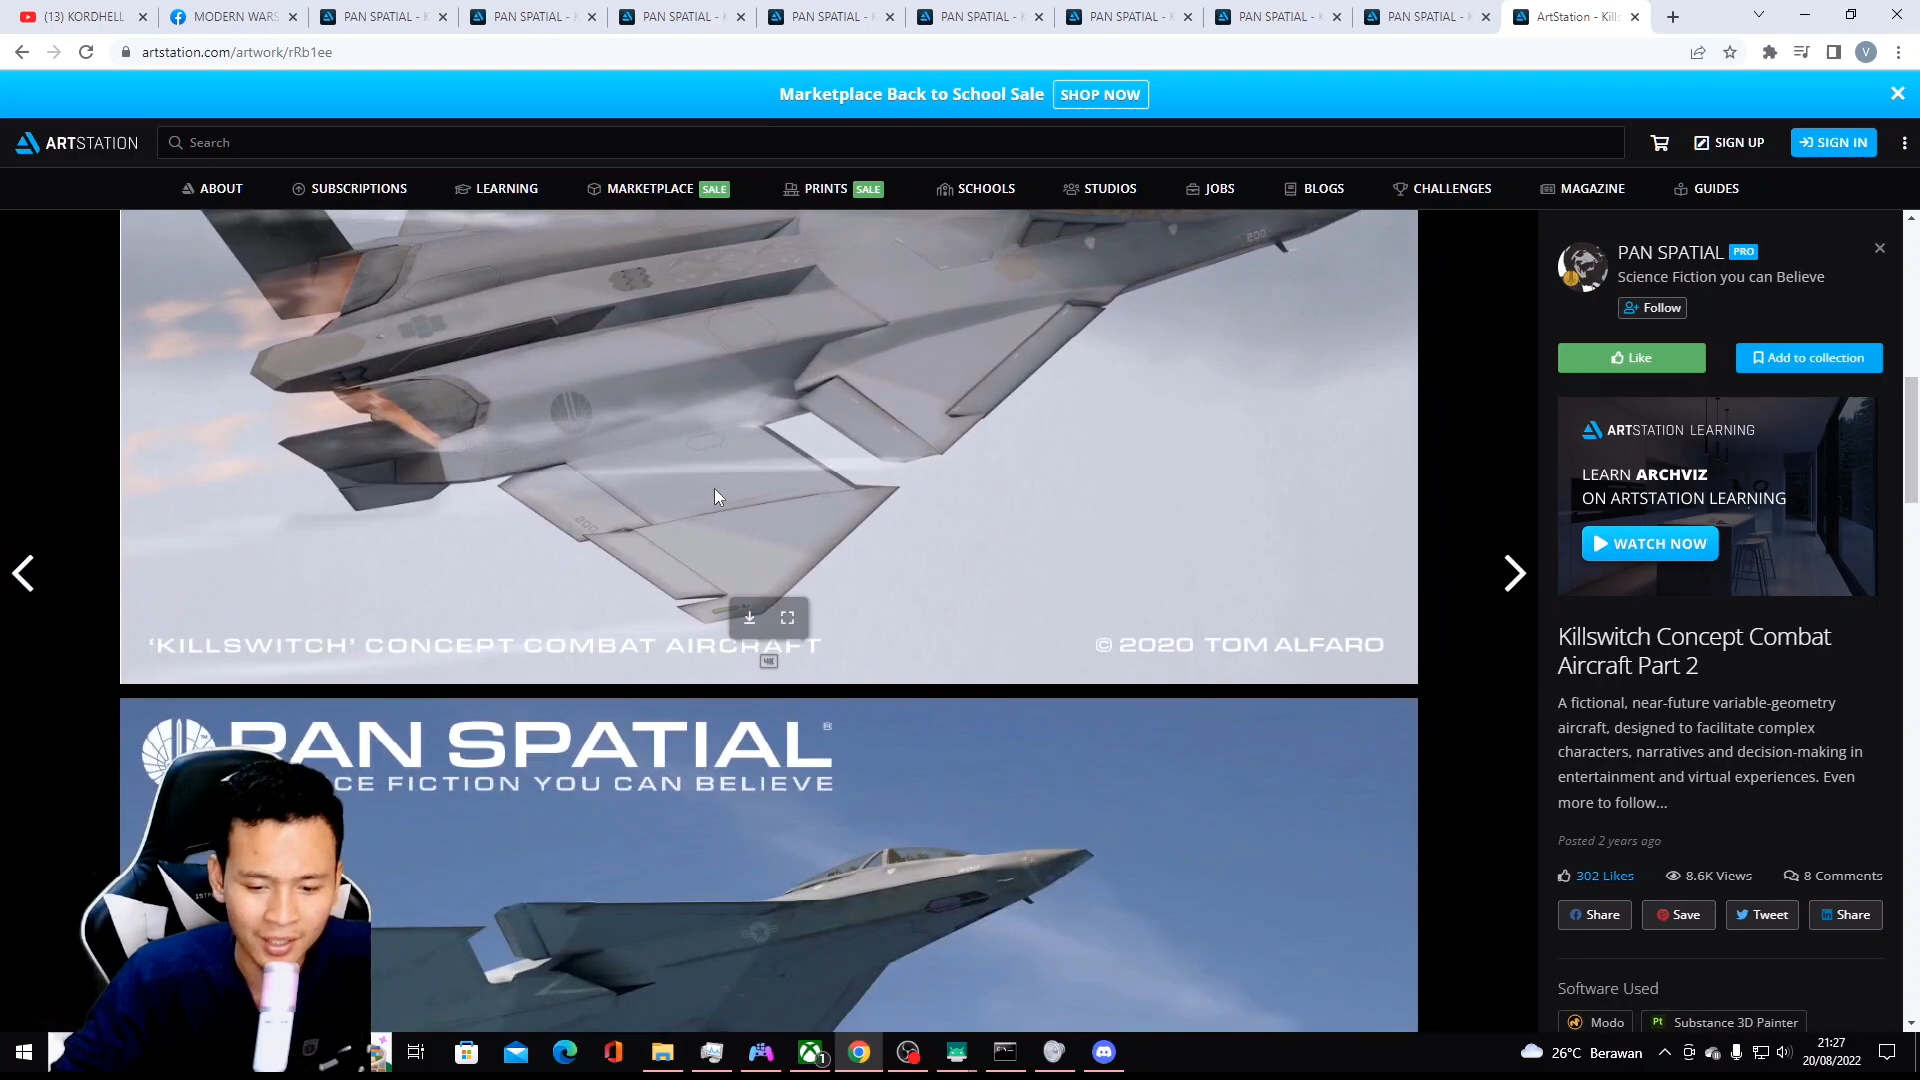 (13) KORDHELL
MODERN WARS
PAN SPATIAL - K
PAN SPATIAL - K
PAN SPATIAL - K
PAN SPATIAL - K
PAN SPATIAL - K
PAN SPATIAL - K
PAN SPATIAL - K
PAN SPATIAL - K
ArtStation - Kills
artstation.com/artwork/rRb1ee
V
Marketplace Back to School Sale SHOP NOW
ARTSTATION
Search
SIGN UP
SIGN IN
ABOUT
SUBSCRIPTIONS
LEARNING
MARKETPLACE SALE
PRINTS SALE
SCHOOLS
STUDIOS
JOBS
BLOGS
CHALLENGES
MAGAZINE
GUIDES
200
200
'KILLSWITCH' CONCEPT COMBAT AIRCRAFT
© 2020 TOM ALFARO
4K
PAN SPATIAL
CE FICTION YOU CAN BELIEVE
PAN SPATIAL PRO
Science Fiction you can Believe
Follow
Like
Add to collection
ARTSTATION LEARNING
LEARN ARCHVIZ
ON ARTSTATION LEARNING
WATCH NOW
Killswitch Concept Combat
Aircraft Part 2
A fictional, near-future variable-geometry
aircraft, designed to facilitate complex
characters, narratives and decision-making in
entertainment and virtual experiences. Even
more to follow...
Posted 2 years ago
302 Likes
8.6K Views
8 Comments
Share
Save
Tweet
Share
Software Used
Modo
Pt Substance 3D Painter
1
26°C Berawan
21:27
20/08/2022